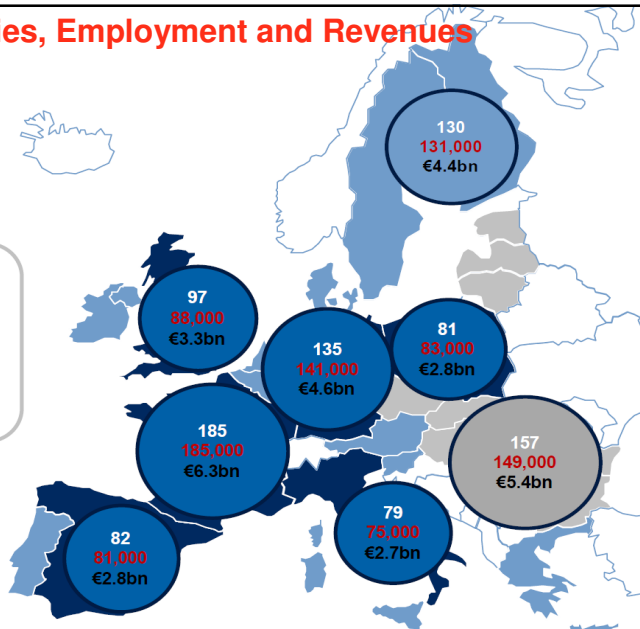 ies, Employment and Revenues
130
131,000
€4.4bn
97
88,000
€3.3bn
135
141,000
€4.6bn
81
83,000
€2.8bn
185
185,000
€6.3bn
157
149,000
€5.4bn
79
75,000
€2.7bn
82
81,000
€2.8bn